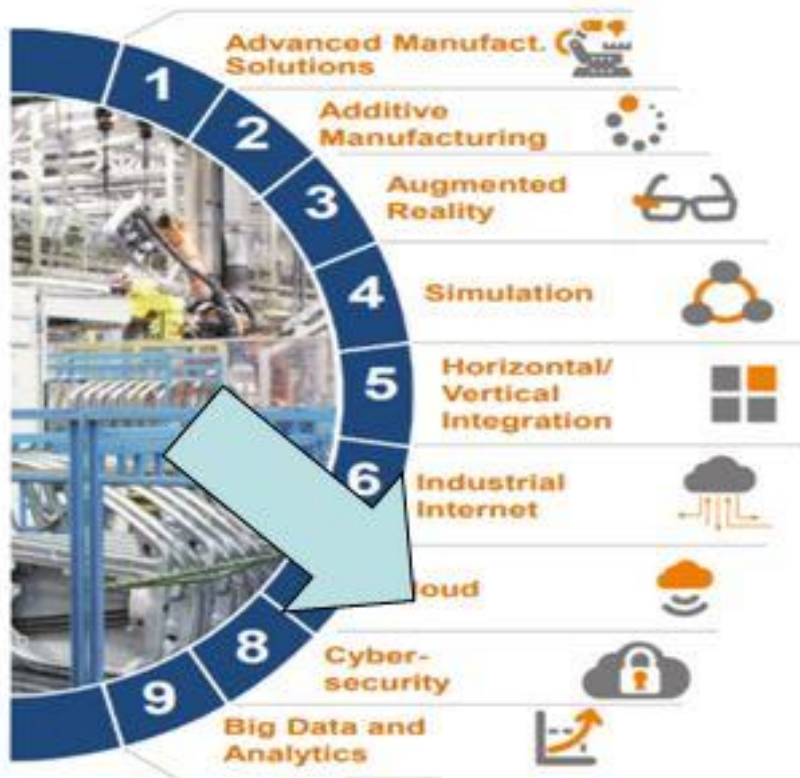 1
Advanced Manufact.
Solutions
2
Additive
Manufacturing
3
Augmented
Reality
4
Simulation
5
Horizontal/
Vertical
Integration
6
Industrial
Internet
loud
8
Cyber-
security
9
Big Data and
Analytics